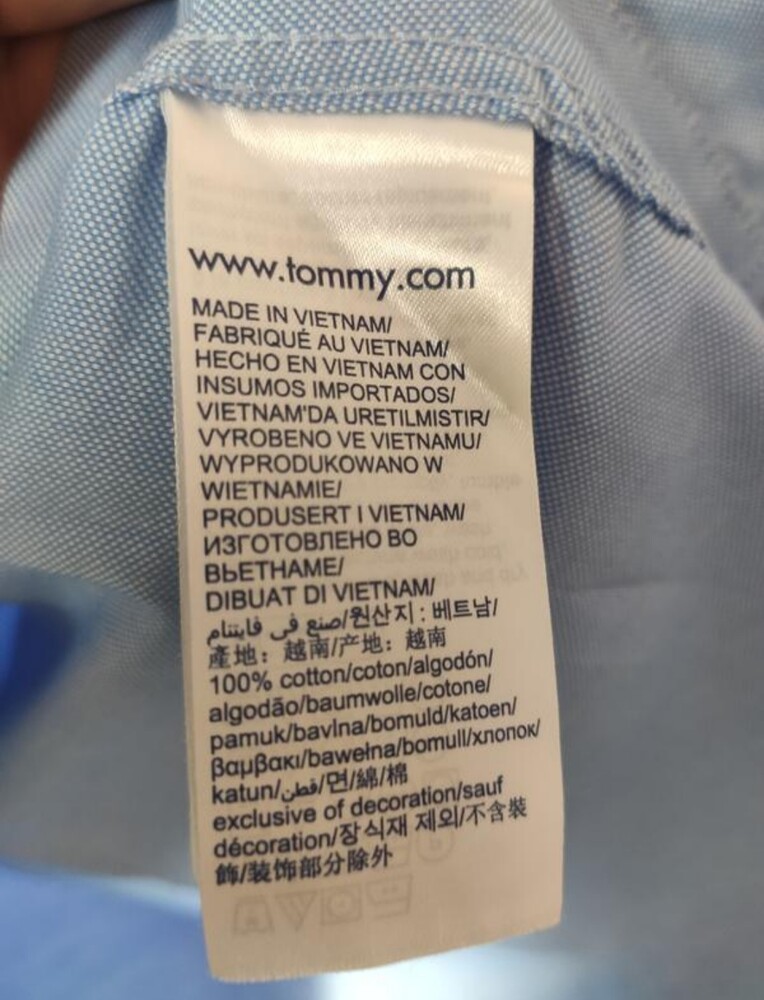 www.tommy.com
MADE IN VIETNAM/
FABRIQUÉ AU VIETNAM/
HECHO EN VIETNAM CON
INSUMOS IMPORTADOS/
VIETNAM'DA URETILMISTIR/
VYROBENO VE VIETNAMU/
WYPRODUKOWANO W
WIETNAMIE/
PRODUSERT I VIETNAM/
ИЗГОТОВЛЕНО ВО
ВЬЕТНАМЕ/
DIBUAT DI VIETNAM/
صنع فى فايتنام/원산지 : 베트남/
產地：越南/产地：越南
100% cotton/coton/algodón/
algodão/baumwolle/cotone/
pamuk/bavlna/bomuld/katoen/
βαμβακι/bawełna/bomull/хлопок/
katun/قطن/면/綿/棉
exclusive of decoration/sauf
décoration/장식재 제외/不含裝
飾/装饰部分除外